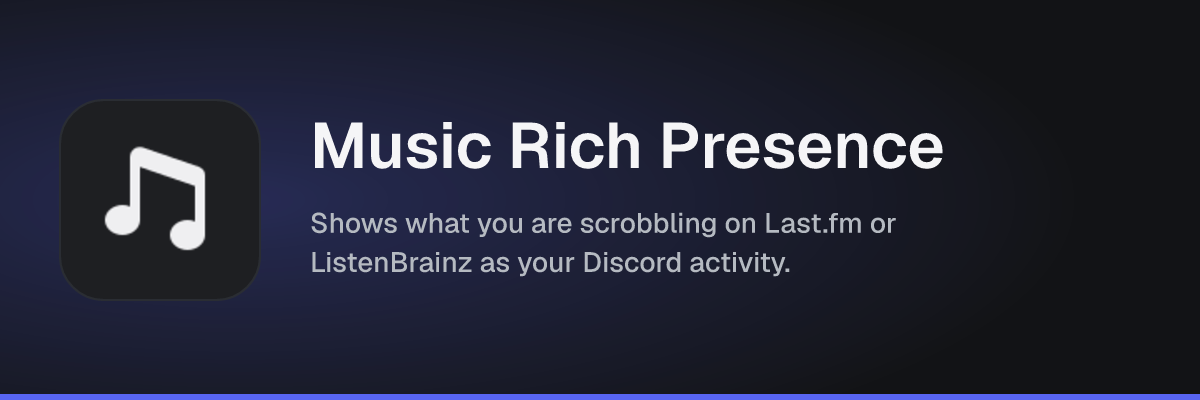 Music Rich Presence
Shows what you are scrobbling on Last.fm or
ListenBrainz as your Discord activity.